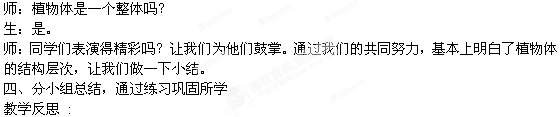 师：植物体是一个整体吗？
生：是。
师：同学们表演得精彩吗？让我们为他们鼓掌。通过我们的共同努力，基本上明白了植物体
的结构层次，让我们做一下小结。
四、分小组总结，通过练习巩固所学
教学反思 ：